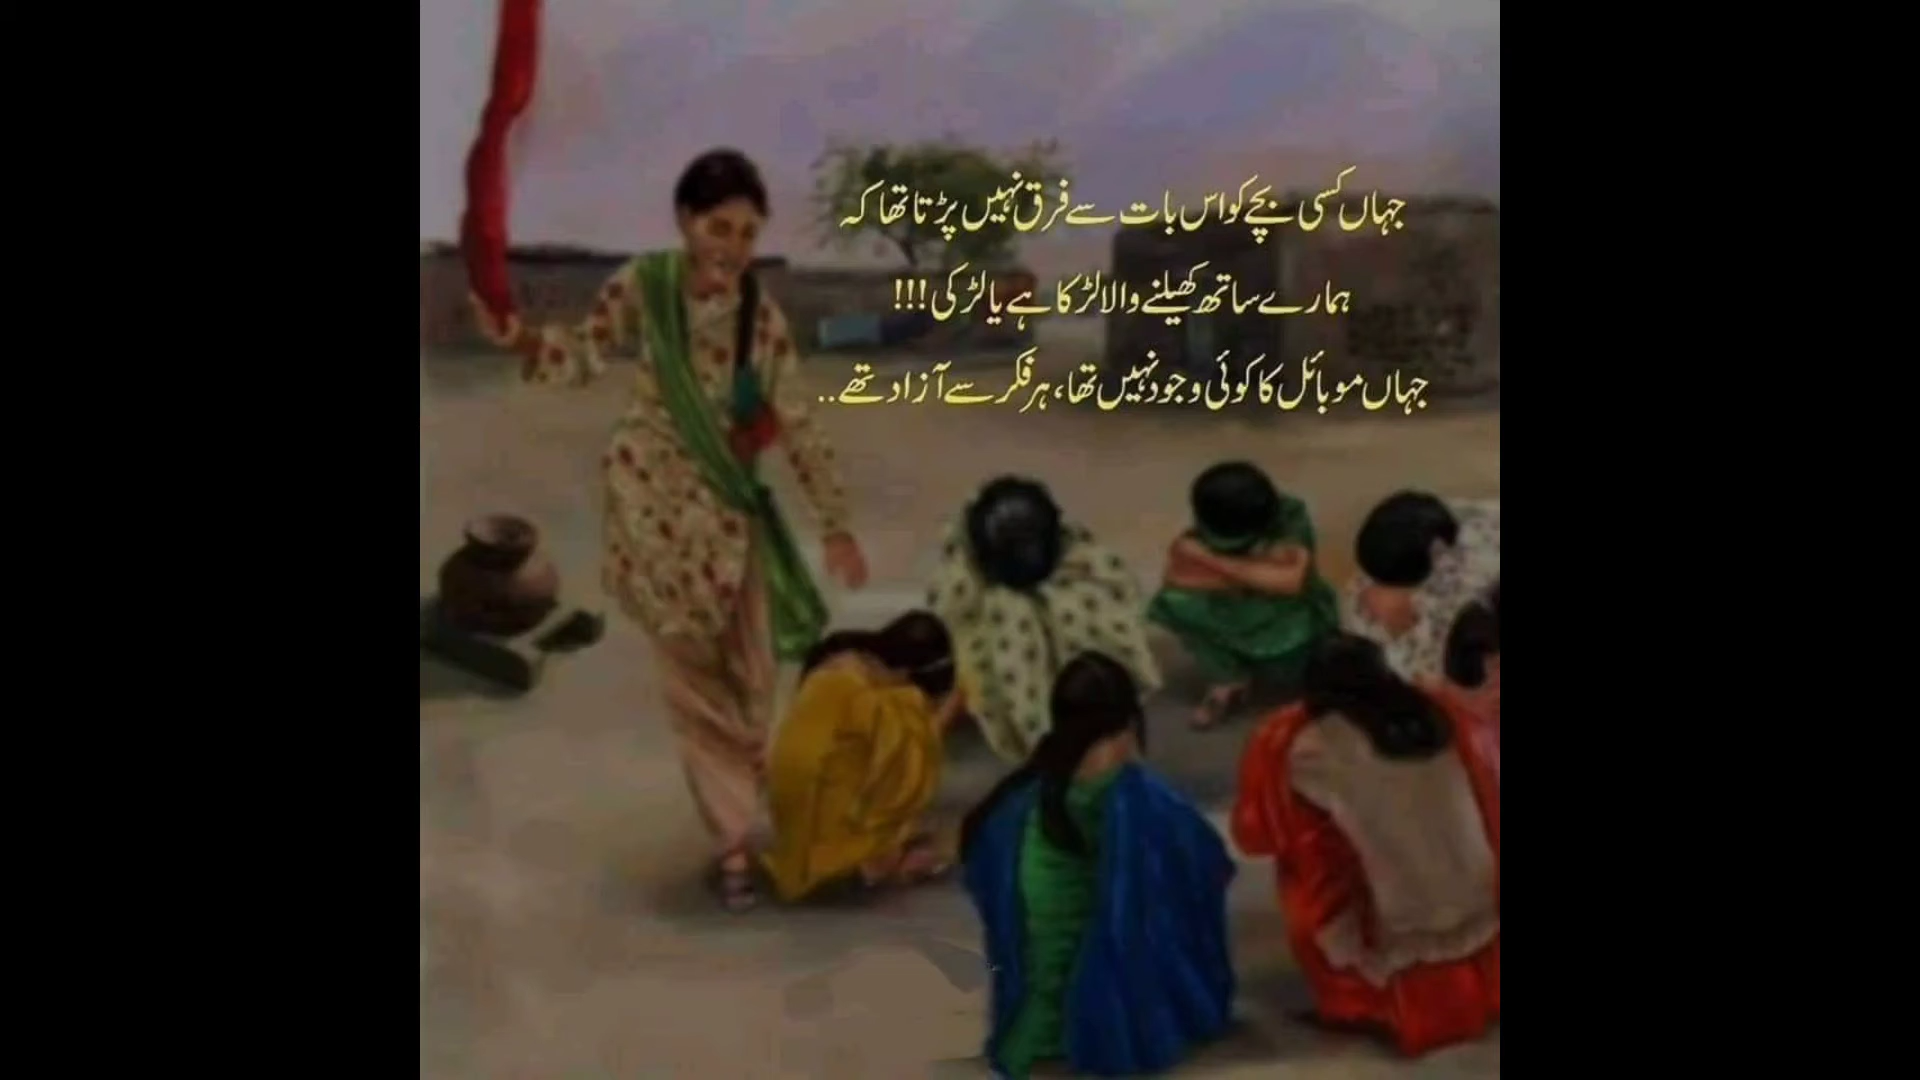 جہاں کسی بچے کو اس بات سے فرق نہیں پڑتا تھا کہ
ہمارے ساتھ کھیلنے والا لڑکا ہے یا لڑکی !!!
جہاں موبائل کا کوئی وجود نہیں تھا، ہر فکر سے آزاد تھے..